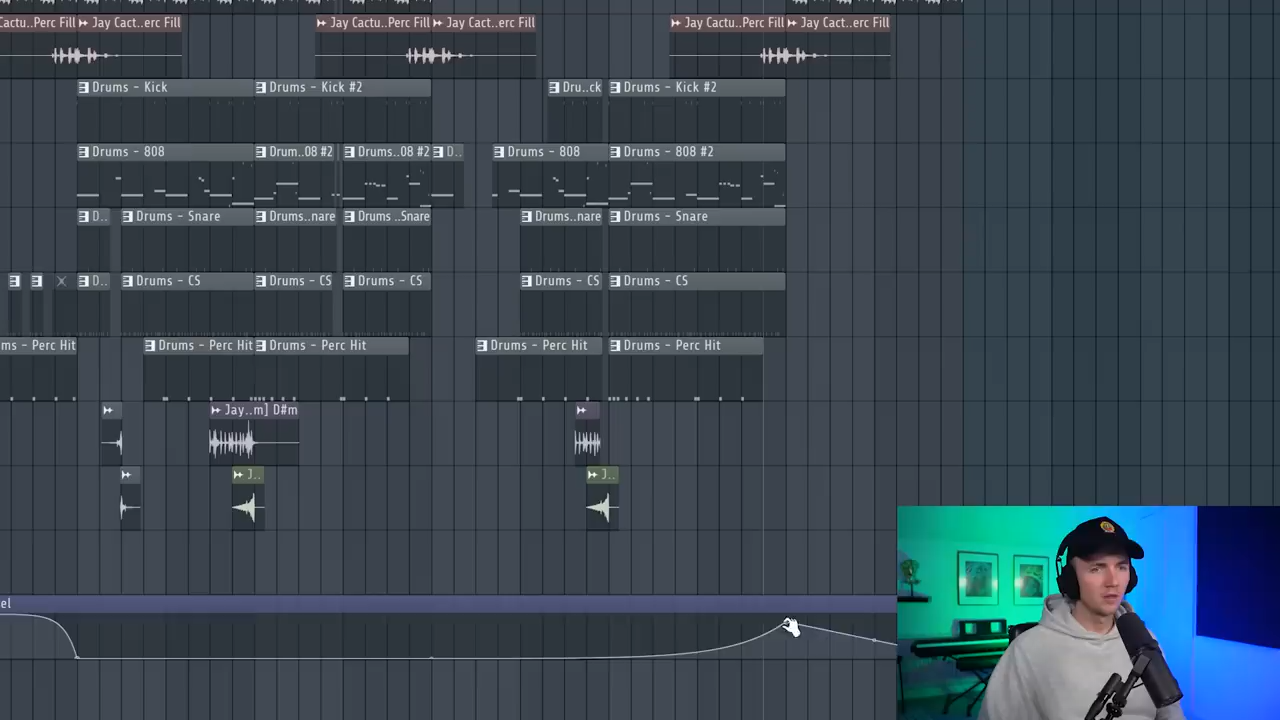 Cactu..Perc Fill Jay Cact..erc Fill Jay Cactu..Perc Fill Jay Cact..erc Fill Jay Cactu..Perc Fill Jay Cact..erc Fill
Drums - Kick Drums - Kick #2 Dru..ck Drums - Kick #2
Drums - 808 Drum..08 #2 Drums..08 #2 D.. Drums - 808 Drums - 808 #2
D.. Drums - Snare Drums..nare Drums ..Snare Drums..nare Drums - Snare
D.. Drums - CS Drums - CS Drums - CS Drums - CS Drums - CS
ms - Perc Hit Drums - Perc Hit Drums - Perc Hit Drums - Perc Hit Drums - Perc Hit
Jay..m] D#m
J.. J..
el